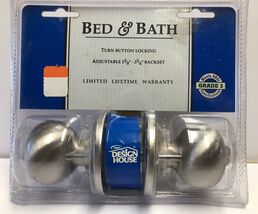 BED & BATH
TURN BUTTON LOCKING
ADJUSTABLE 2⅜" - 2¾" BACKSET
LIMITED LIFETIME WARRANTY
GRADE 3
DESIGN
HOUSE